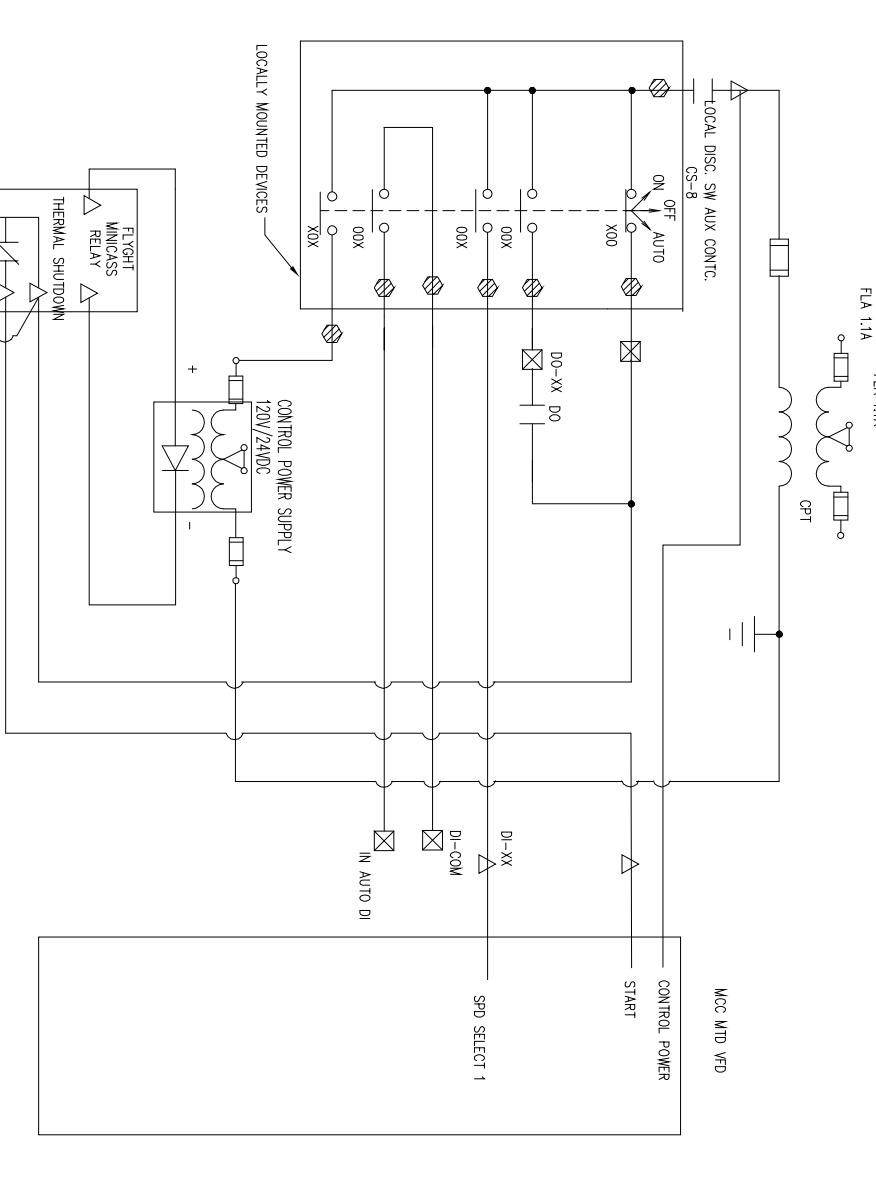 FLA 1.1A
CPT
MCC MTD VFD
LOCAL DISC. SW AUX CONTC.
CS-8
ON
OFF
AUTO
XOO
OOX
OOX
OOX
XOX
LOCALLY MOUNTED DEVICES
DO-XX DO
CONTROL POWER
START
SPD SELECT 1
DI-XX
DI-COM
IN AUTO DI
CONTROL POWER SUPPLY
120V/24VDC
+
-
FLYGHT
MINICASS
RELAY
THERMAL SHUTDOWN